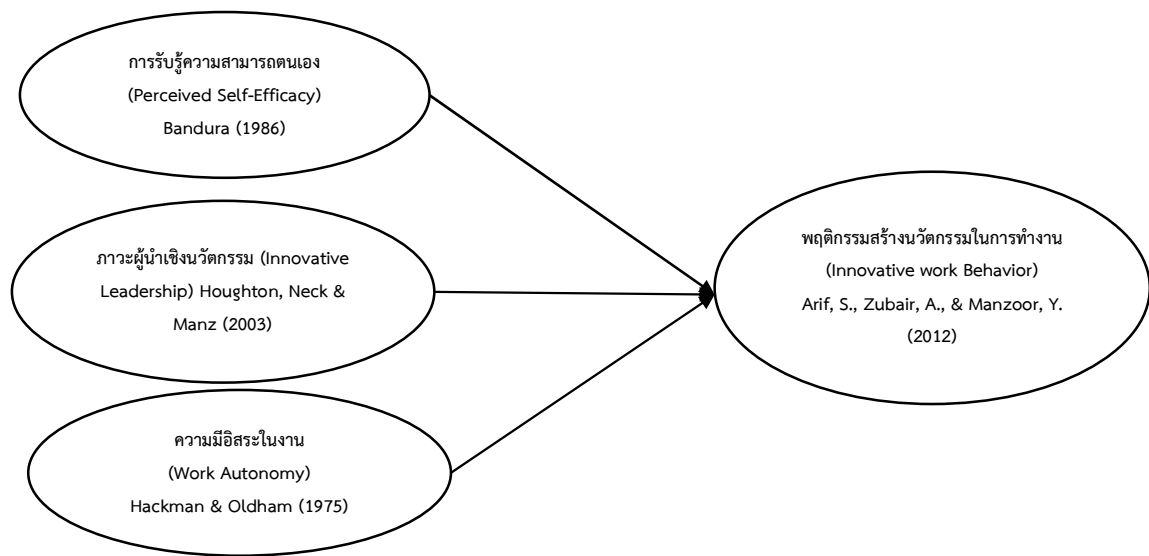 การรับรู้ความสามารถตนเอง
(Perceived Self-Efficacy)
Bandura (1986)
ภาวะผู้นำเชิงนวัตกรรม (Innovative
Leadership) Houghton, Neck &
Manz (2003)
ความมีอิสระในงาน
(Work Autonomy)
Hackman & Oldham (1975)
พฤติกรรมสร้างนวัตกรรมในการทำงาน
(Innovative work Behavior)
Arif, S., Zubair, A., & Manzoor, Y.
(2012)